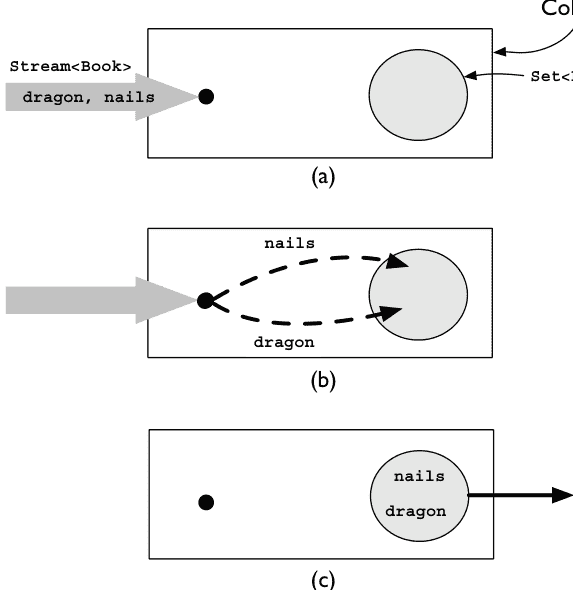 Col
Stream<Book>
dragon, nails
Set<
(a)
nails
dragon
(b)
nails
dragon
(c)